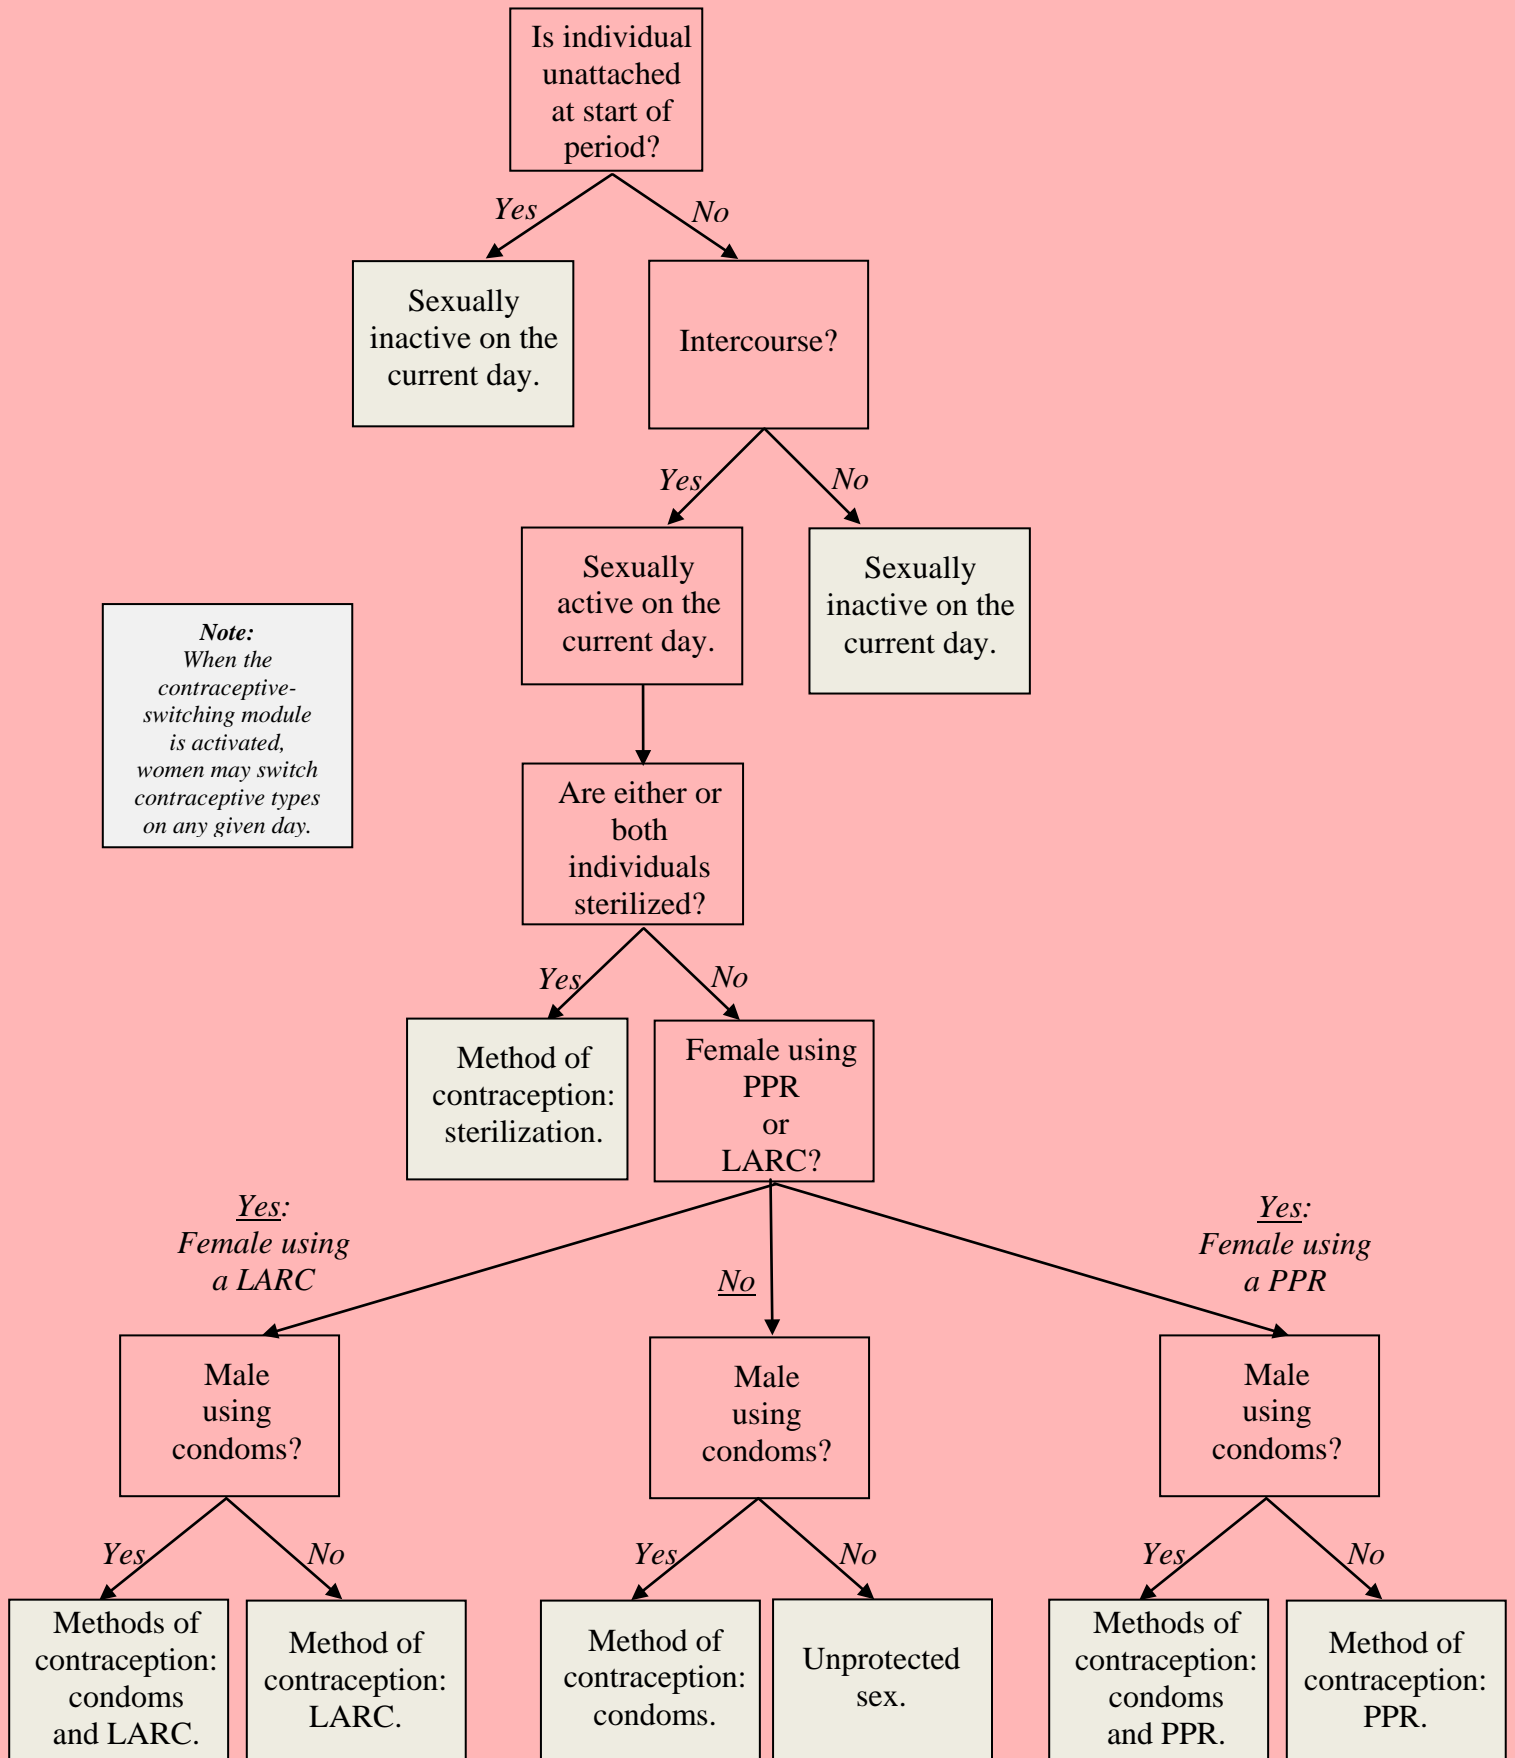 Is individual
unattached
at start of
period?
Yes
No
Sexually
inactive on the
current day.
Intercourse?
Yes
No
Sexually
active on the
current day.
Sexually
inactive on the
current day.
Note:
When the
contraceptive-
switching module
is activated,
women may switch
contraceptive types
on any given day.
Are either or
both
individuals
sterilized?
Yes
No
Method of
contraception:
sterilization.
Female using
PPR
or
LARC?
Yes:
Female using
a LARC
No
Yes:
Female using
a PPR
Male
using
condoms?
Male
using
condoms?
Male
using
condoms?
Yes
No
Yes
No
Yes
No
Methods of
contraception:
condoms
and LARC.
Method of
contraception:
LARC.
Method of
contraception:
condoms.
Unprotected
sex.
Methods of
contraception:
condoms
and PPR.
Method of
contraception:
PPR.